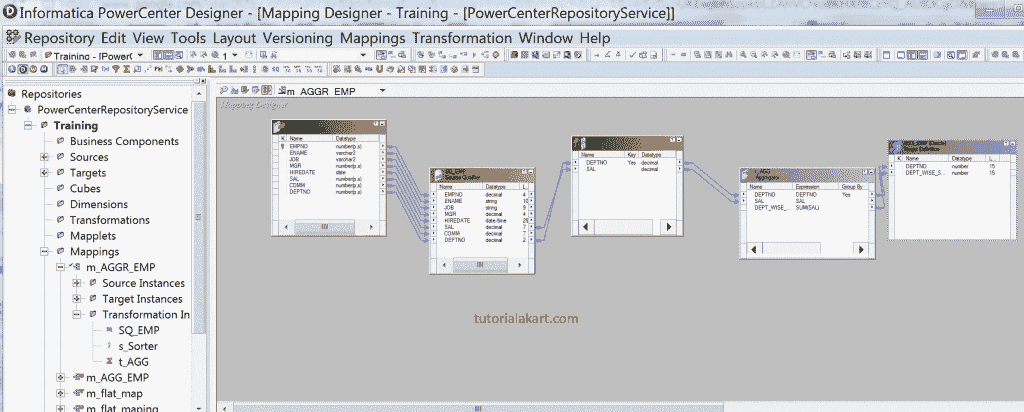 Informatica PowerCenter Designer - [Mapping Designer - Training - [PowerCenterRepositoryService]]
Repository Edit View Tools Layout Versioning Mappings Transformation Window Help
Training - [Power( 1
m_AGGR_EMP
Mapping Designer
Repositories
PowerCenterRepositoryService
Training
Business Components
Sources
Targets
Cubes
Dimensions
Transformations
Mapplets
Mappings
m_AGGR_EMP
Source Instances
Target Instances
Transformation In
SQ_EMP
s_Sorter
t_AGG
m_AGG_EMP
m_flat_map
m_flat_maping
K Name Datatype
EMPNO number(p,s)
ENAME varchar2
JOB varchar2
MGR number(p,s)
HIREDATE date
SAL number(p,s)
COMM number(p,s)
DEPTNO number(p,s)
SQ_EMP
Source Qualifier
Name Datatype L
EMPNO decimal 4
ENAME string 10
JOB string 9
MGR decimal 4
HIREDATE date/time 29
SAL decimal 7
COMM decimal 7
DEPTNO decimal 2
Name Key Datatype
DEPTNO Yes decimal
SAL decimal
t_AGG
Aggregator
Name Expression Group By
DEPTNO DEPTNO Yes
SAL SAL
DEPT_WISE_... SUM(SAL)
Target Definition
K Name Datatype L...
DEPTNO number 15
DEPT_WISE_S... number 15
tutorialakart.com